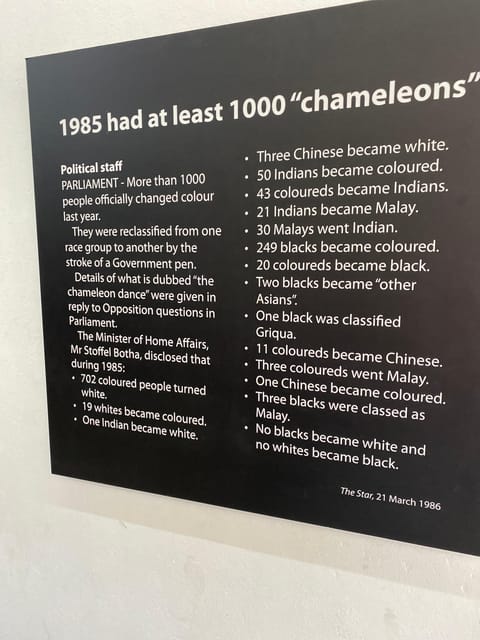 1985 had at least 1000 "chameleons"
Political staff
PARLIAMENT - More than 1000
people officially changed colour
last year.
They were reclassified from one
race group to another by the
stroke of a Government pen.
Details of what is dubbed "the
chameleon dance" were given in
reply to Opposition questions in
Parliament.
The Minister of Home Affairs,
Mr Stoffel Botha, disclosed that
during 1985:
• 702 coloured people turned
white.
• 19 whites became coloured.
• One Indian became white.
• Three Chinese became white.
• 50 Indians became coloured.
• 43 coloureds became Indians.
• 21 Indians became Malay.
• 30 Malays went Indian.
• 249 blacks became coloured.
• 20 coloureds became black.
• Two blacks became "other
Asians".
• One black was classified
Griqua.
• 11 coloureds became Chinese.
• Three coloureds went Malay.
• One Chinese became coloured.
• Three blacks were classed as
Malay.
• No blacks became white and
no whites became black.
The Star, 21 March 1986